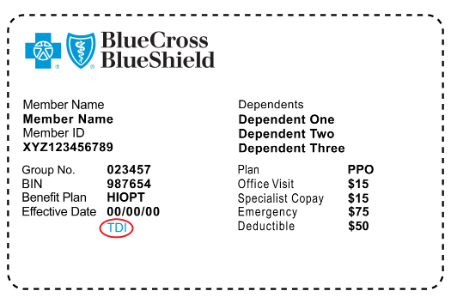 BlueCross
BlueShield
Member Name
Member Name
Member ID
XYZ123456789
Group No. 023457
BIN 987654
Benefit Plan HIOPT
Effective Date 00/00/00
TDI
Dependents
Dependent One
Dependent Two
Dependent Three
Plan PPO
Office Visit $15
Specialist Copay $15
Emergency $75
Deductible $50